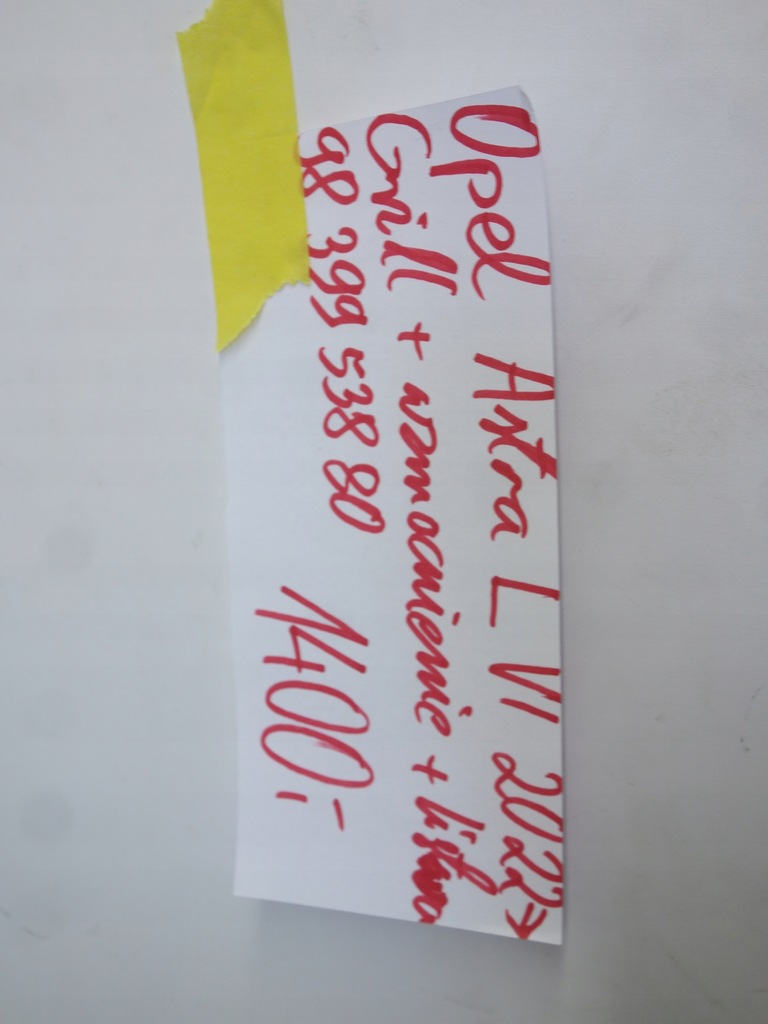 Opel Astra L VI 2022→
Grill + wzmocnienie + listwa
98 399 538 80
1400,-